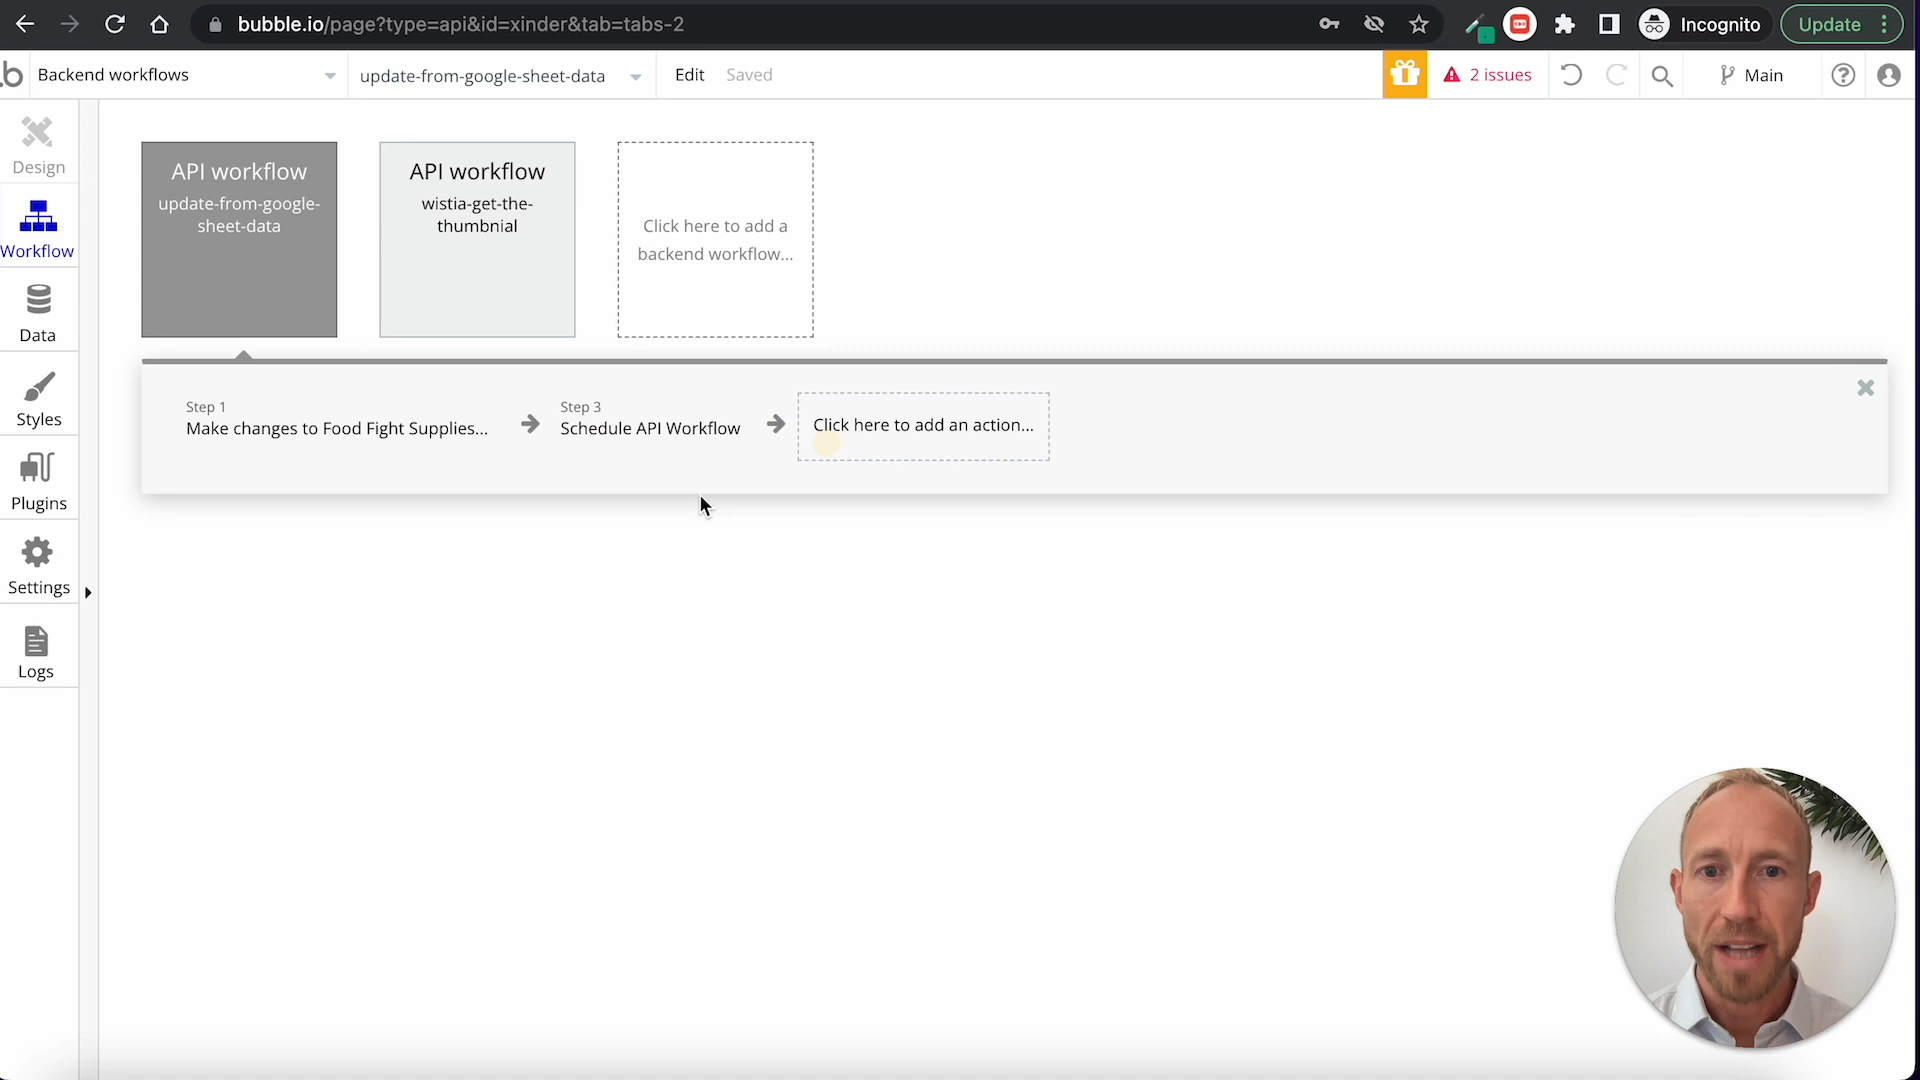 bubble.io/page?type=api&id=xinder&tab=tabs-2
Incognito
Update
.b
Backend workflows
update-from-google-sheet-data
Edit
Saved
2 issues
Main
Design
Workflow
Data
Styles
Plugins
Settings
Logs
API workflow
update-from-google-
sheet-data
API workflow
wistia-get-the-
thumbnial
Click here to add a
backend workflow...
Step 1
Make changes to Food Fight Supplies...
Step 3
Schedule API Workflow
Click here to add an action...